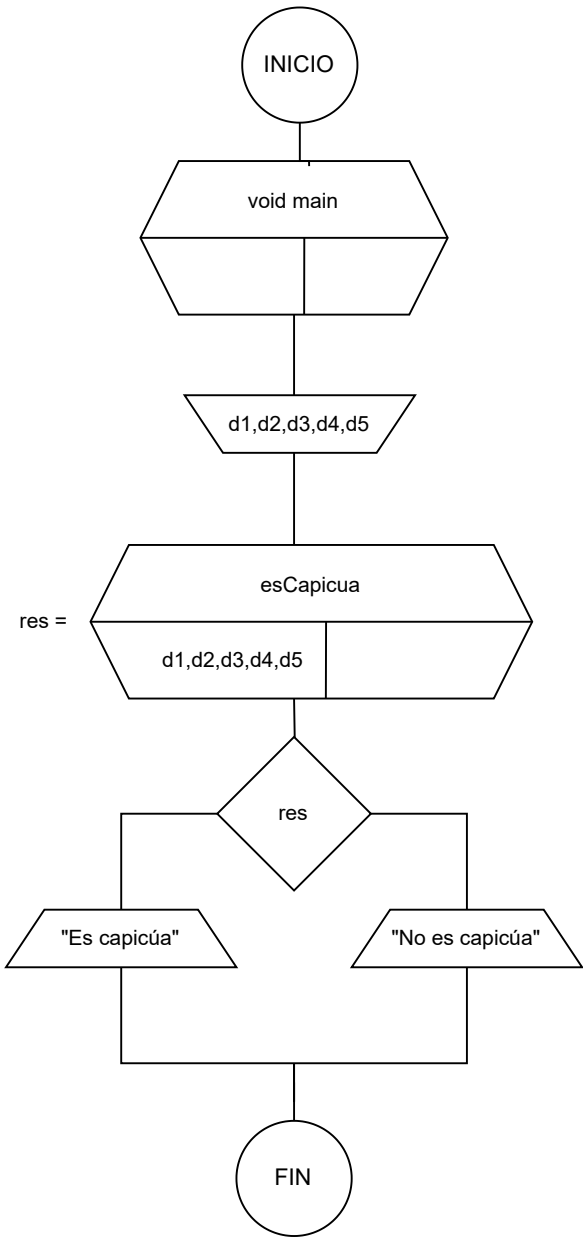 INICIO
void main
d1,d2,d3,d4,d5
esCapicua
res =
d1,d2,d3,d4,d5
res
"Es capicúa"
"No es capicúa"
FIN